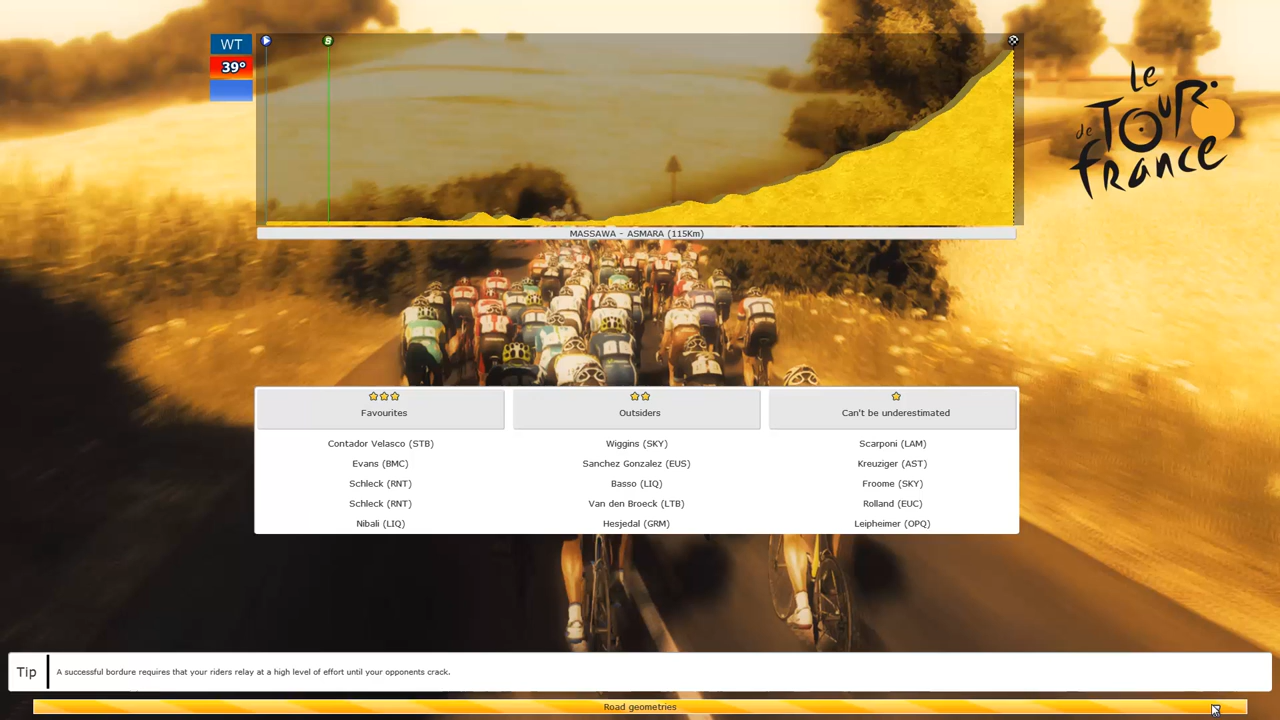 WT
39°
S
Le
TOUR
de
FRANCE
MASSAWA - ASMARA (115Km)
Favourites
Outsiders
Can't be underestimated
Contador Velasco (STB)
Wiggins (SKY)
Scarponi (LAM)
Evans (BMC)
Sanchez Gonzalez (EUS)
Kreuziger (AST)
Schleck (RNT)
Basso (LIQ)
Froome (SKY)
Schleck (RNT)
Van den Broeck (LTB)
Rolland (EUC)
Nibali (LIQ)
Hesjedal (GRM)
Leipheimer (OPQ)
Tip
A successful bordure requires that your riders relay at a high level of effort until your opponents crack.
Road geometries